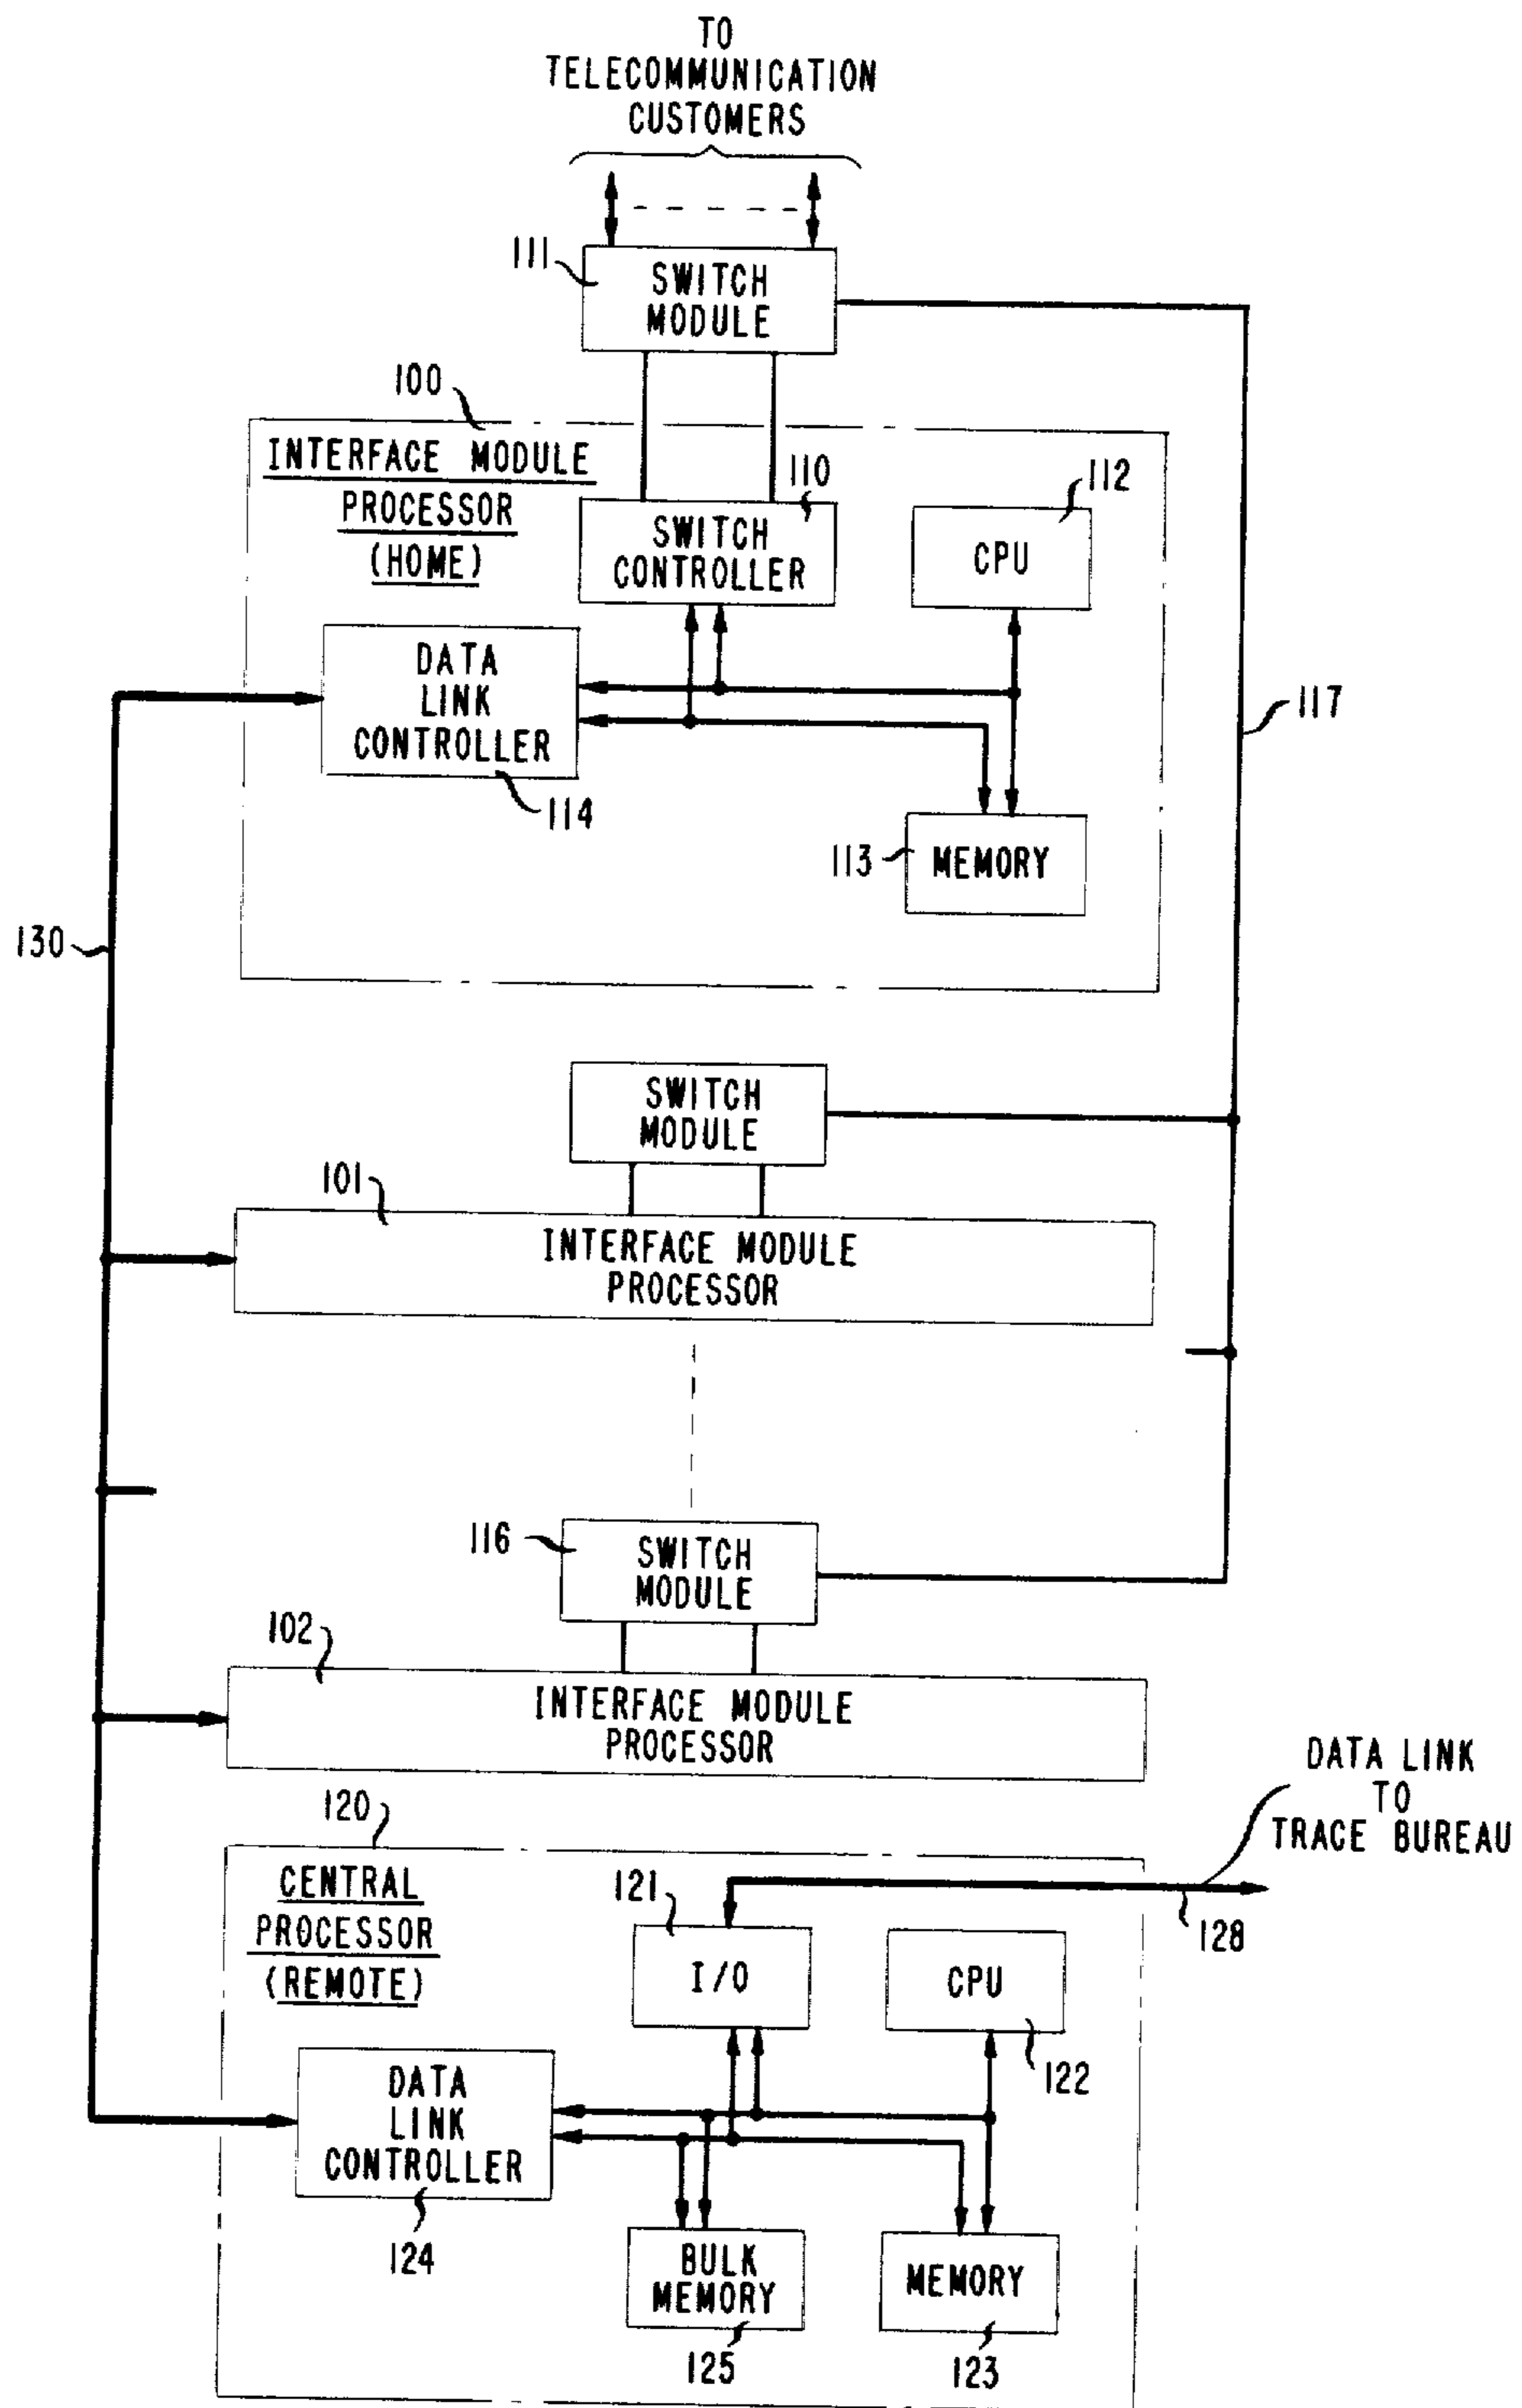 TO
TELECOMMUNICATION
CUSTOMERS
111
SWITCH
MODULE
100
INTERFACE MODULE
PROCESSOR
(HOME)
110
SWITCH
CONTROLLER
112
CPU
DATA
LINK
CONTROLLER
114
117
113
MEMORY
130
SWITCH
MODULE
101
INTERFACE MODULE
PROCESSOR
116
SWITCH
MODULE
102
INTERFACE MODULE
PROCESSOR
DATA LINK
TO
TRACE BUREAU
128
120
CENTRAL
PROCESSOR
(REMOTE)
121
I/O
CPU
122
DATA
LINK
CONTROLLER
124
BULK
MEMORY
125
MEMORY
123